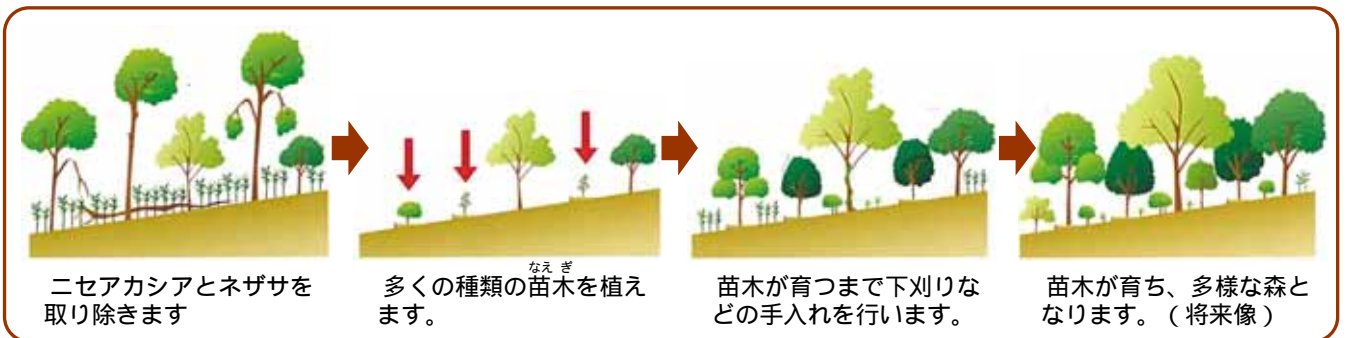 ニセアカシアとネザサを
取り除きます
なえ ぎ
多くの種類の苗木を植え
ます。
苗木が育つまで下刈りな
どの手入れを行います。
苗木が育ち、多様な森と
なります。(将来像)